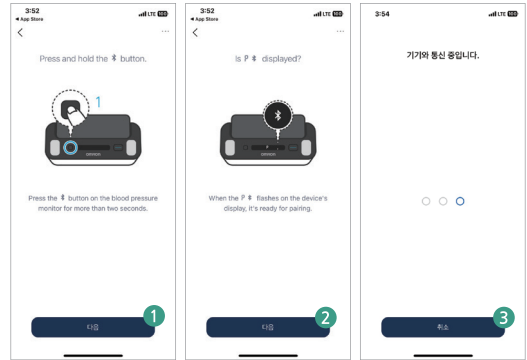 3:52
LTE 100
◀ App Store
Press and hold the button.
1
Press the button on the blood pressure
monitor for more than two seconds.
다음
1
3:52
LTE 100
◀ App Store
Is P displayed?
When the P flashes on the device's
display, it's ready for pairing.
다음
2
3:54
LTE 100
기기와 통신 중입니다.
취소
3